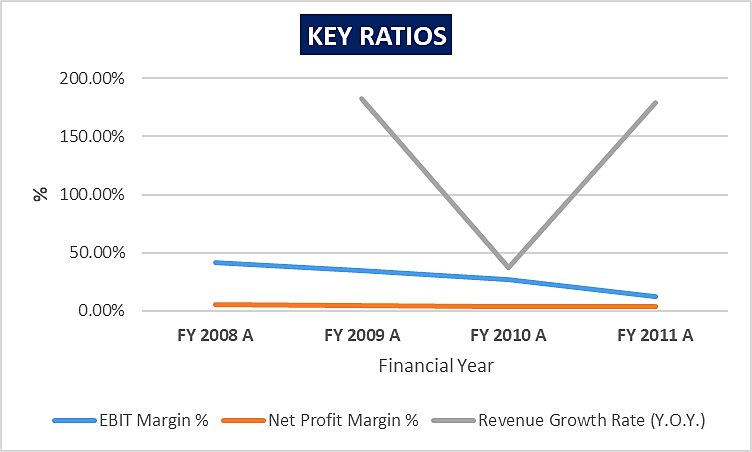 KEY RATIOS
200.00%
150.00%
100.00%
50.00%
0.00%
%
FY 2008 A FY 2009 A FY 2010 A FY 2011 A
Financial Year
EBIT Margin % Net Profit Margin % Revenue Growth Rate (Y.O.Y.)